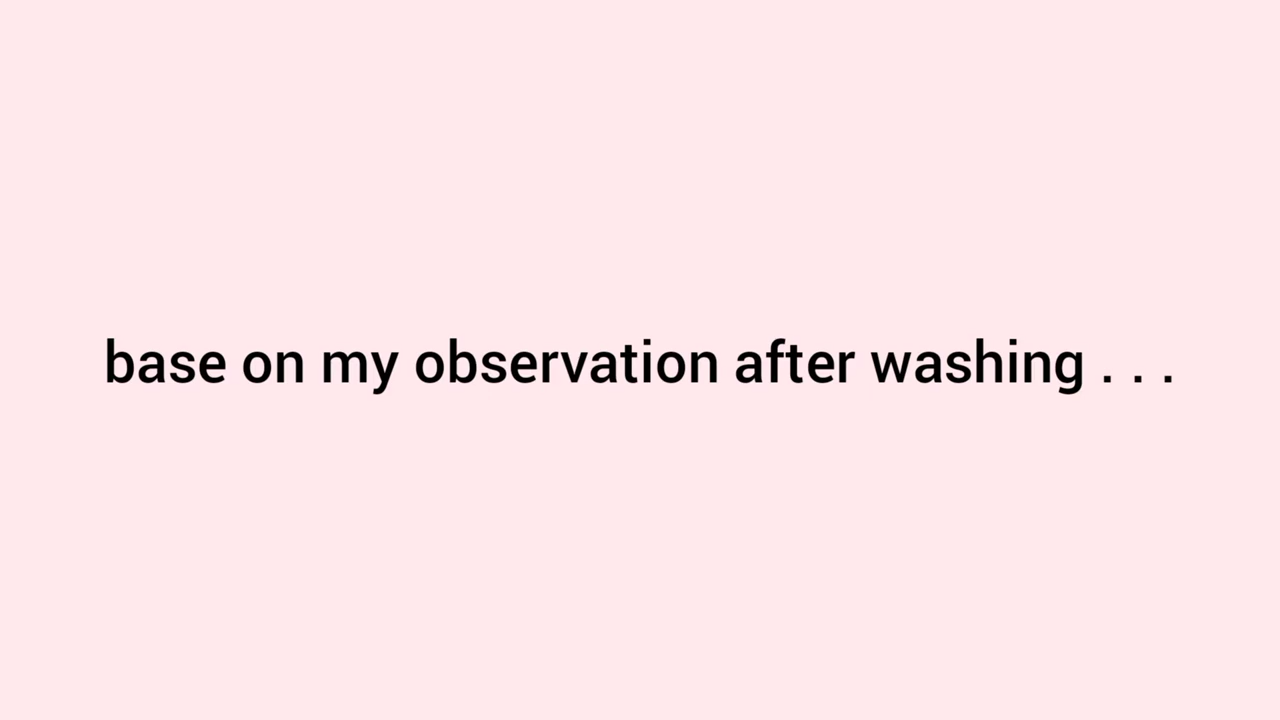 base on my observation after washing . . .